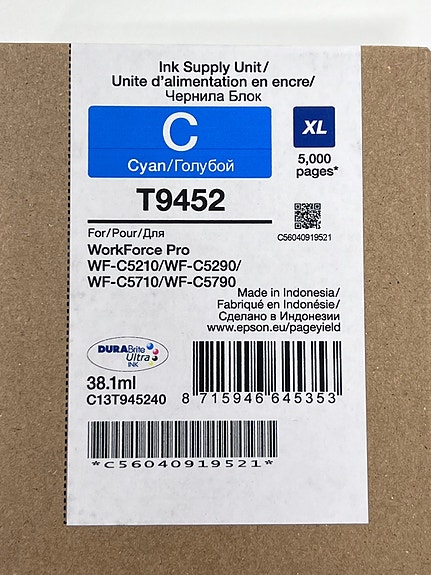 Ink Supply Unit/
Unite d'alimentation en encre/
Чернила Блок
C
Cyan/Голубой
XL
5,000
pages*
T9452
C56040919521
For/Pour/Для
WorkForce Pro
WF-C5210/WF-C5290/
WF-C5710/WF-C5790
Made in Indonesia/
Fabriqué en Indonésie/
Сделано в Индонезии
www.epson.eu/pageyield
DURABrite
Ultra
INK
38.1ml
C13T945240
8 715946 645353
*C56040919521*